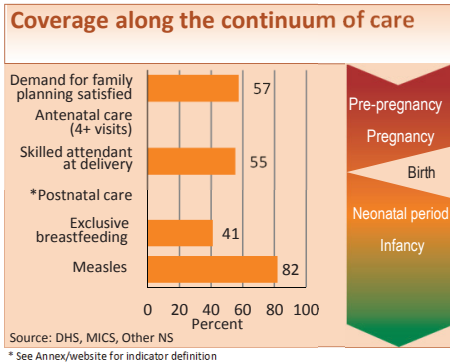 Coverage along the continuum of care
Demand for family
planning satisfied
57
Antenatal care
(4+ visits)
Skilled attendant
at delivery
55
*Postnatal care
Exclusive
breastfeeding
41
Measles
82
0 20 40 60 80 100
Percent
Pre-pregnancy
Pregnancy
Birth
Neonatal period
Infancy
Source: DHS, MICS, Other NS
* See Annex/website for indicator definition